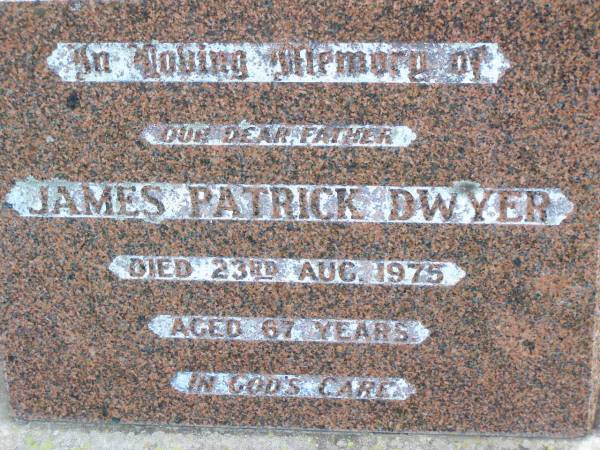 In Loving Memory of
OUR DEAR FATHER
JAMES PATRICK DWYER
DIED 23RD AUG. 1975
AGED 67 YEARS
IN GOD'S CARE